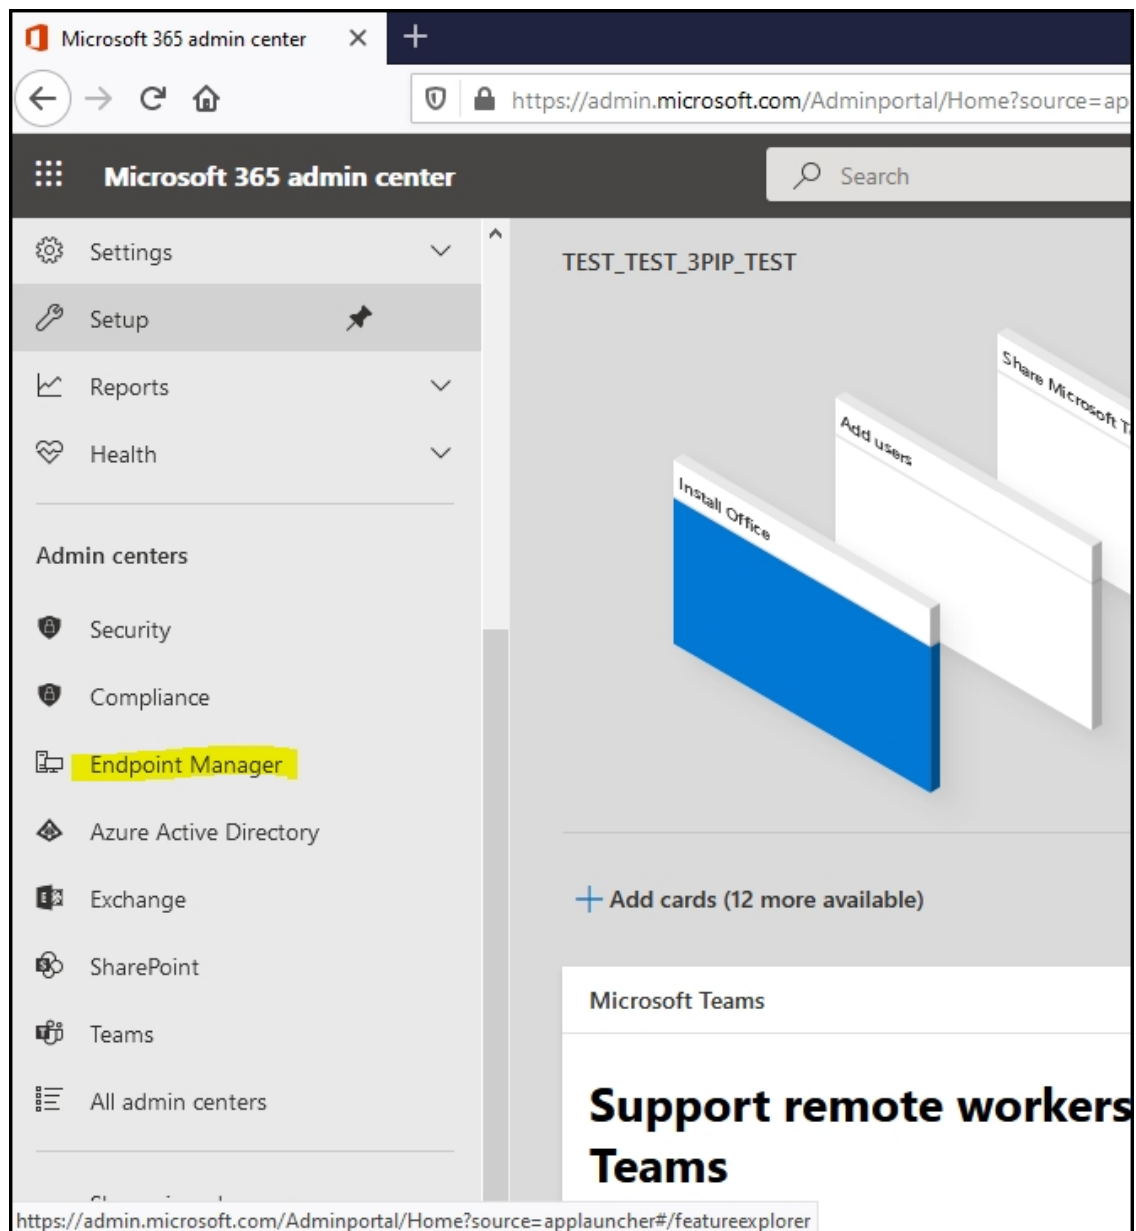 Microsoft 365 admin center
https://admin.microsoft.com/Adminportal/Home?source=ap
Microsoft 365 admin center
Search
Settings
Setup
Reports
Health
Admin centers
Security
Compliance
Endpoint Manager
Azure Active Directory
Exchange
SharePoint
Teams
All admin centers
TEST_TEST_3PIP_TEST
Install Office
Add users
Share Microsoft T
Add cards (12 more available)
Microsoft Teams
Support remote workers
Teams
https://admin.microsoft.com/Adminportal/Home?source=applauncher#/featureexplorer